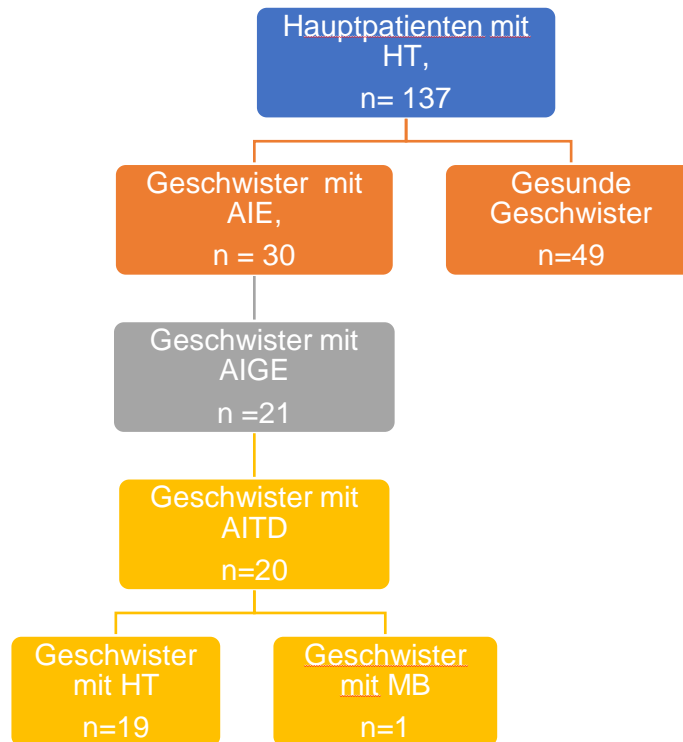 Hauptpatienten mit
HT,
n= 137
Geschwister mit
AIE,
n = 30
Gesunde
Geschwister
n=49
Geschwister mit
AIGE
n =21
Geschwister mit
AITD
n=20
Geschwister
mit HT
n=19
Geschwister
mit MB
n=1